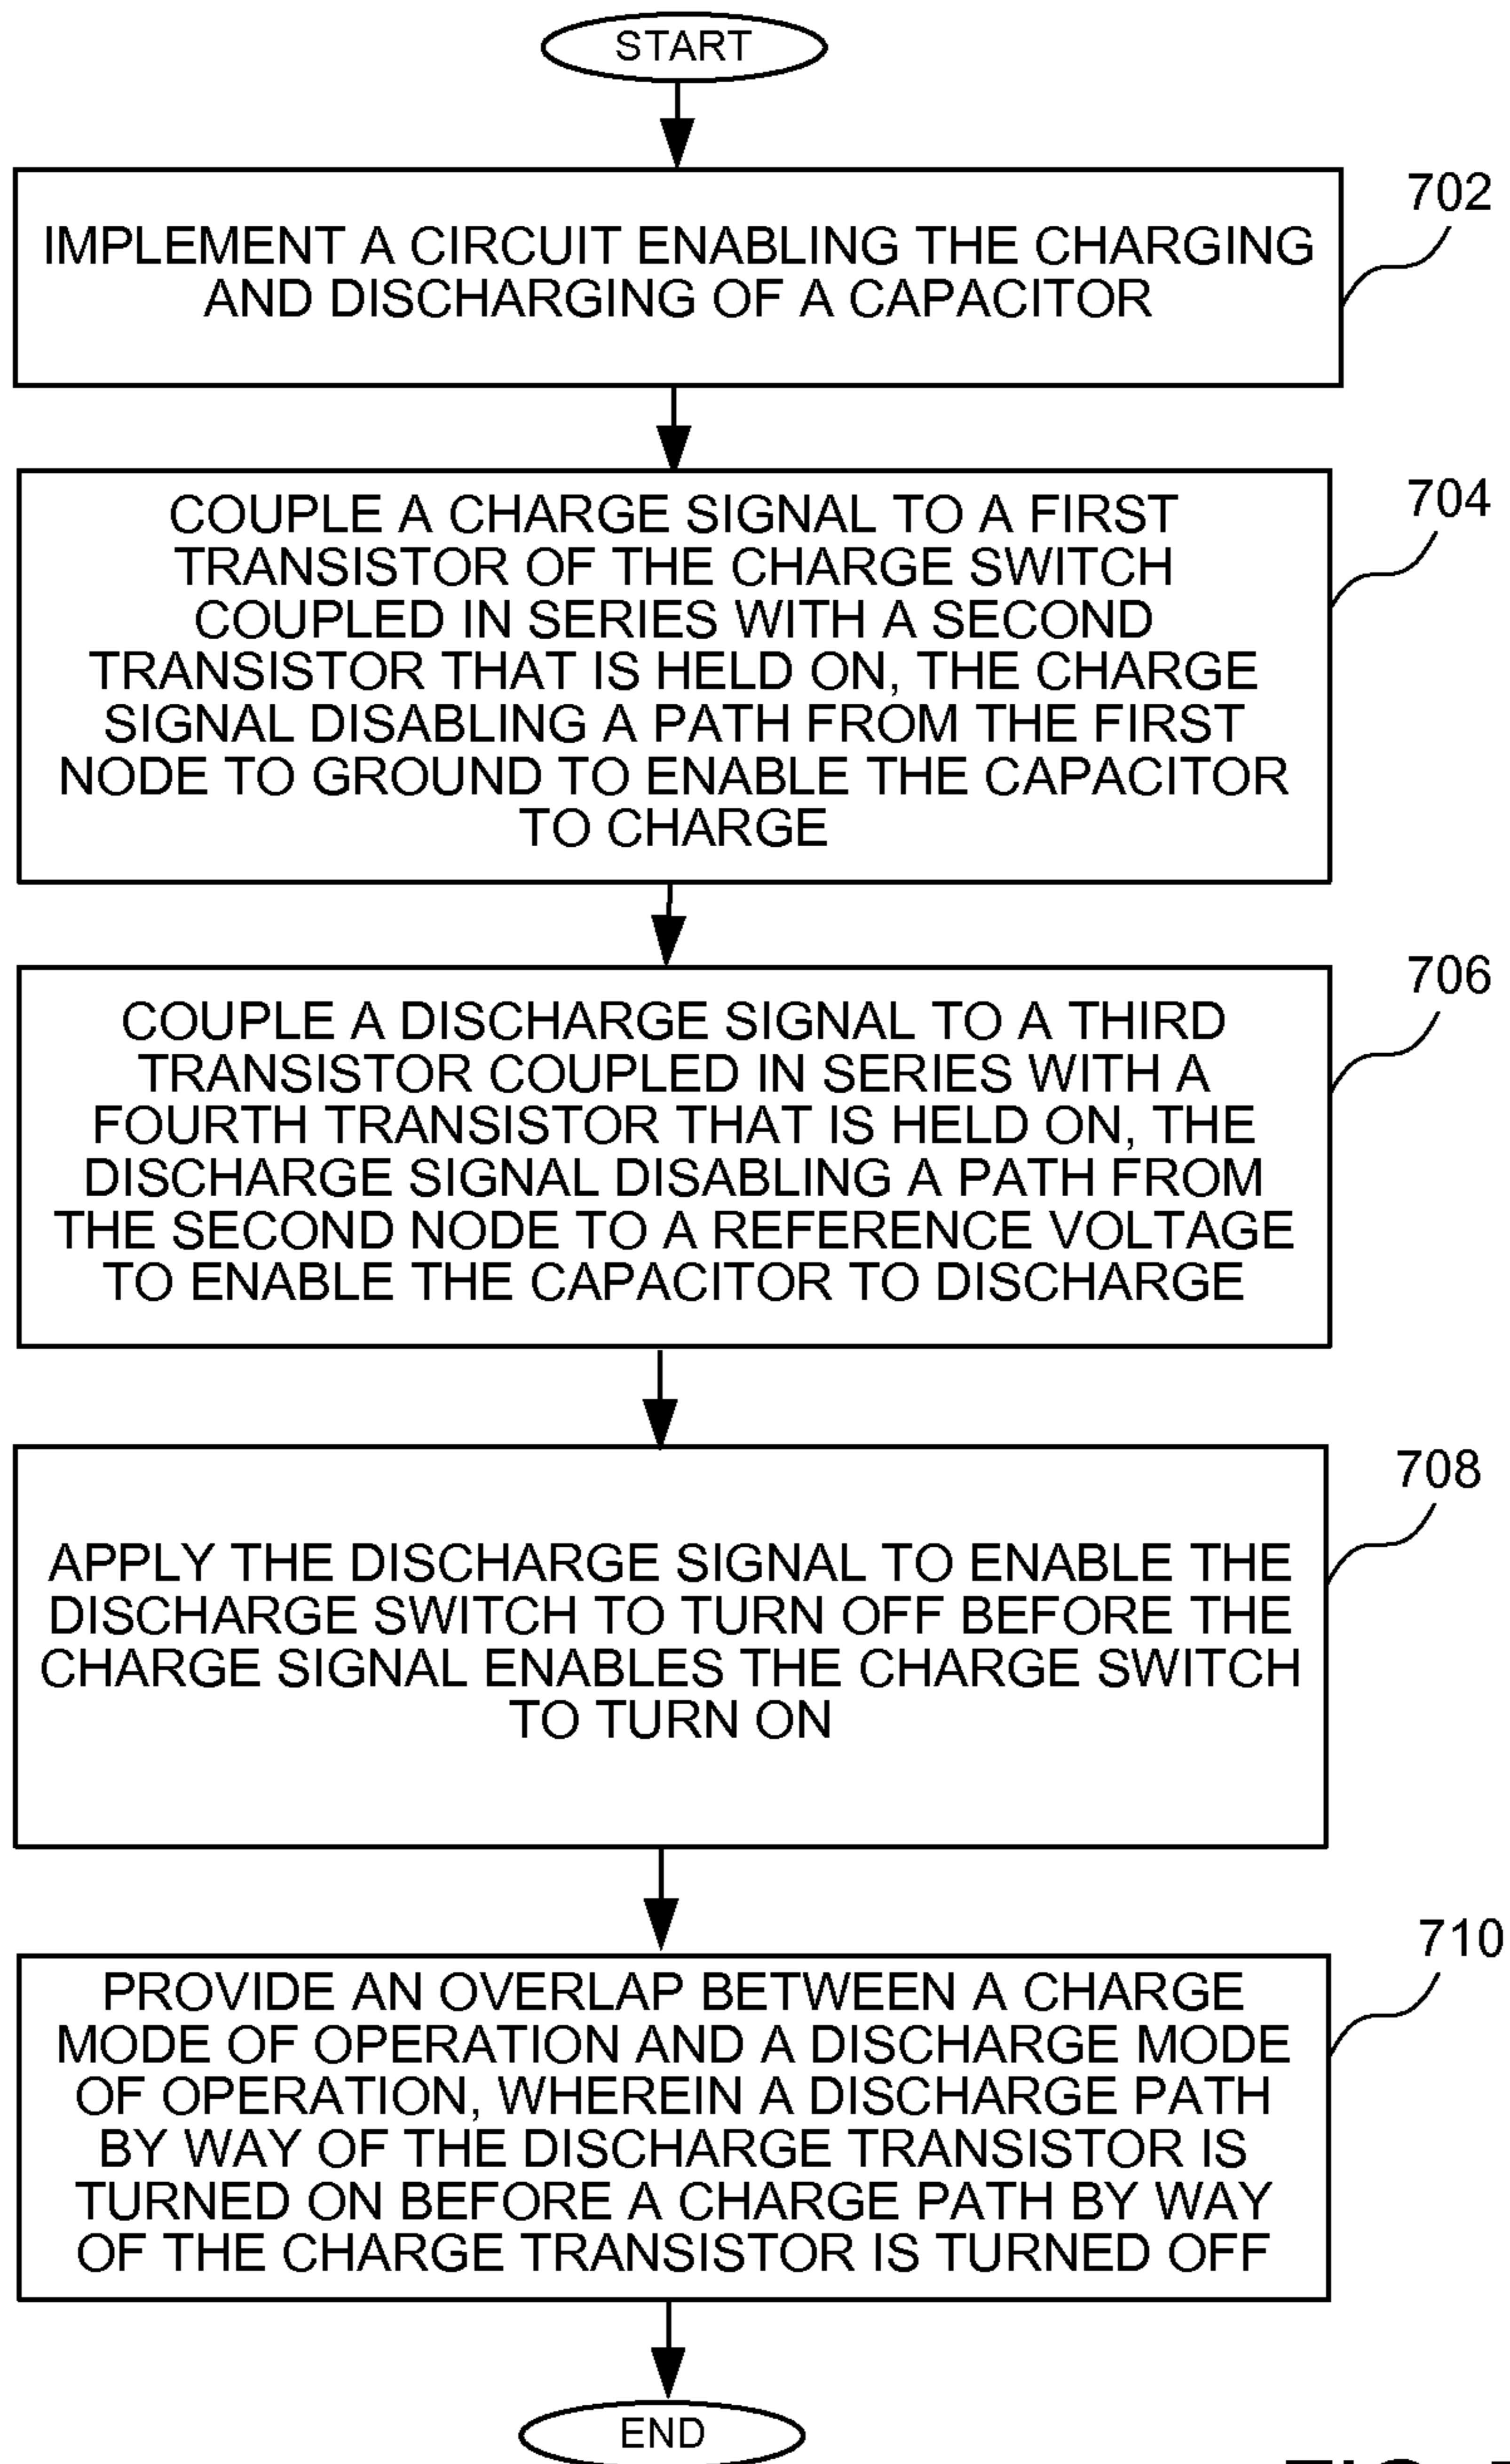 START
702
IMPLEMENT A CIRCUIT ENABLING THE CHARGING
AND DISCHARGING OF A CAPACITOR
704
COUPLE A CHARGE SIGNAL TO A FIRST
TRANSISTOR OF THE CHARGE SWITCH
COUPLED IN SERIES WITH A SECOND
TRANSISTOR THAT IS HELD ON, THE CHARGE
SIGNAL DISABLING A PATH FROM THE FIRST
NODE TO GROUND TO ENABLE THE CAPACITOR
TO CHARGE
706
COUPLE A DISCHARGE SIGNAL TO A THIRD
TRANSISTOR COUPLED IN SERIES WITH A
FOURTH TRANSISTOR THAT IS HELD ON, THE
DISCHARGE SIGNAL DISABLING A PATH FROM
THE SECOND NODE TO A REFERENCE VOLTAGE
TO ENABLE THE CAPACITOR TO DISCHARGE
708
APPLY THE DISCHARGE SIGNAL TO ENABLE THE
DISCHARGE SWITCH TO TURN OFF BEFORE THE
CHARGE SIGNAL ENABLES THE CHARGE SWITCH
TO TURN ON
710
PROVIDE AN OVERLAP BETWEEN A CHARGE
MODE OF OPERATION AND A DISCHARGE MODE
OF OPERATION, WHEREIN A DISCHARGE PATH
BY WAY OF THE DISCHARGE TRANSISTOR IS
TURNED ON BEFORE A CHARGE PATH BY WAY
OF THE CHARGE TRANSISTOR IS TURNED OFF
END